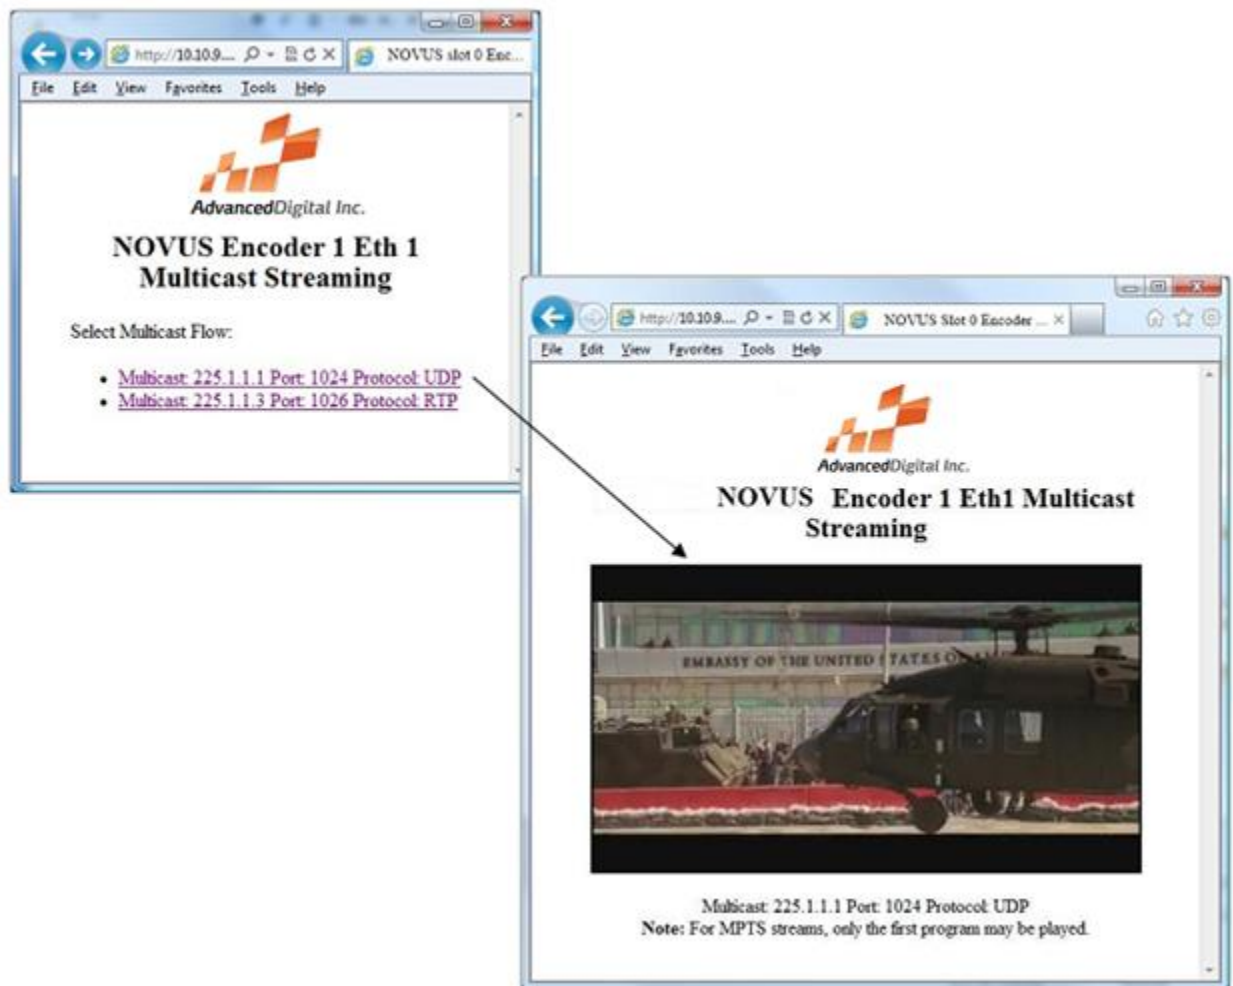 http://10.10.9....
NOVUS slot 0 Enc...
File Edit View Favorites Tools Help
AdvancedDigital Inc.
NOVUS Encoder 1 Eth 1
Multicast Streaming
Select Multicast Flow:
Multicast: 225.1.1.1 Port: 1024 Protocol: UDP
Multicast: 225.1.1.3 Port: 1026 Protocol: RTP
http://10.10.9....
NOVUS Slot 0 Encoder ...
File Edit View Favorites Tools Help
AdvancedDigital Inc.
NOVUS Encoder 1 Eth1 Multicast
Streaming
EMBASSY OF THE UNITED STATES O
Multicast: 225.1.1.1 Port: 1024 Protocol: UDP
Note: For MPTS streams, only the first program may be played.